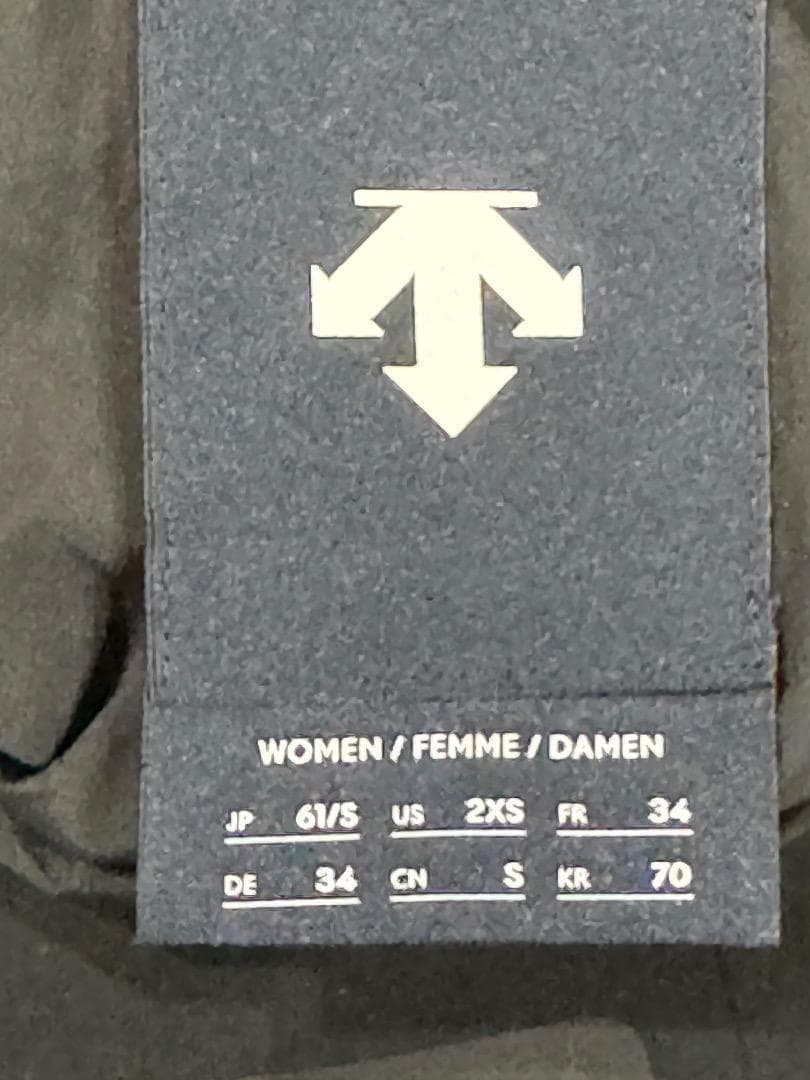 WOMEN / FEMME / DAMEN
JP 61/S US 2XS FR 34
DE 34 CN S KR 70